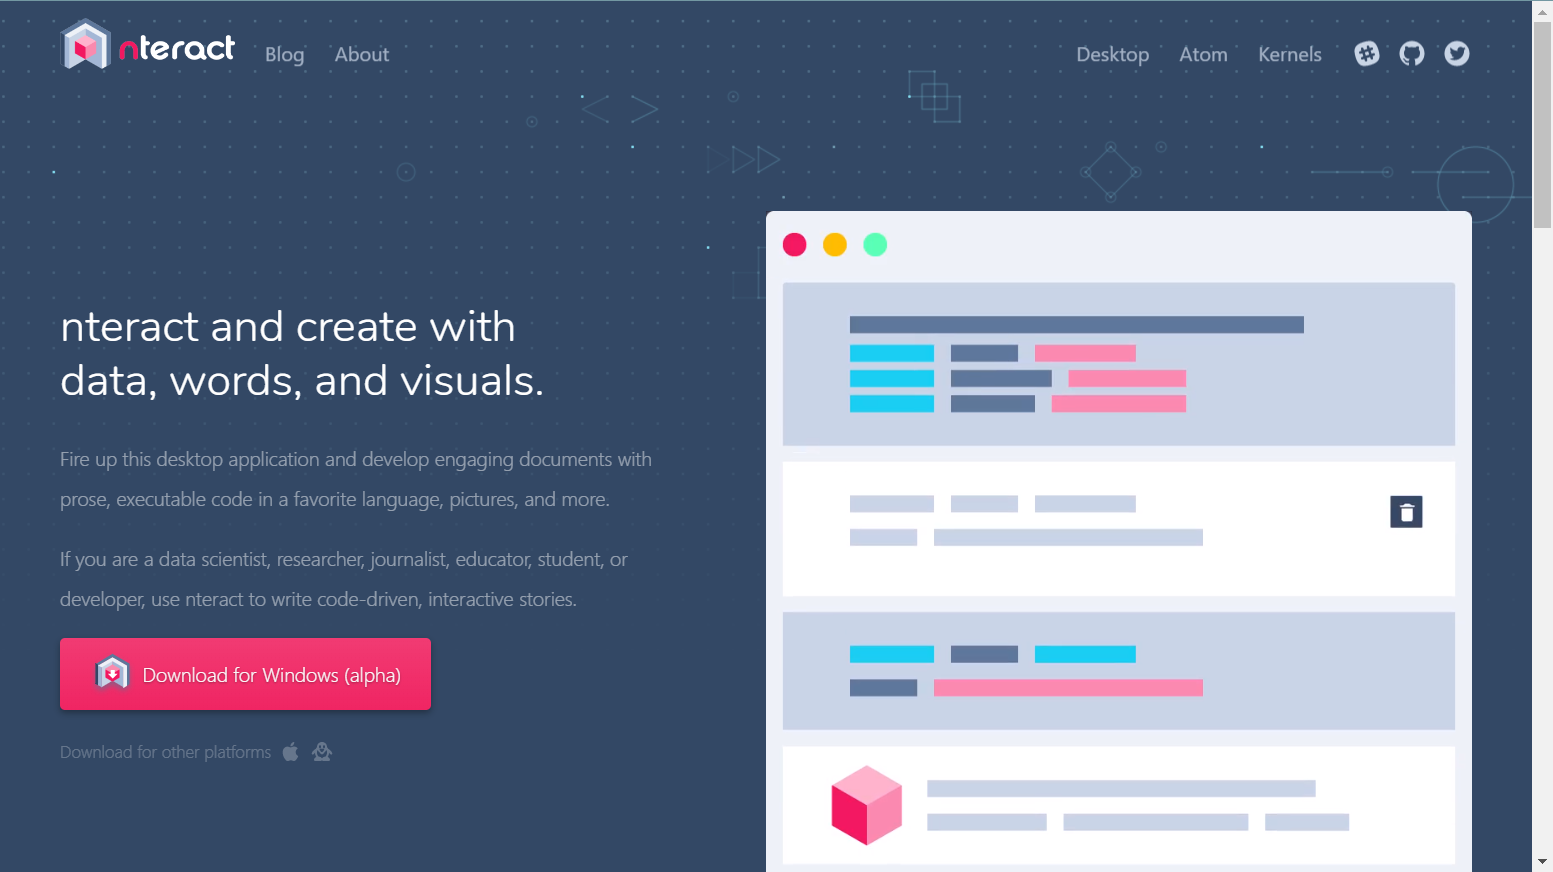 nteract
Blog
About
Desktop
Atom
Kernels
nteract and create with
data, words, and visuals.
Fire up this desktop application and develop engaging documents with
prose, executable code in a favorite language, pictures, and more.
If you are a data scientist, researcher, journalist, educator, student, or
developer, use nteract to write code-driven, interactive stories.
Download for Windows (alpha)
Download for other platforms